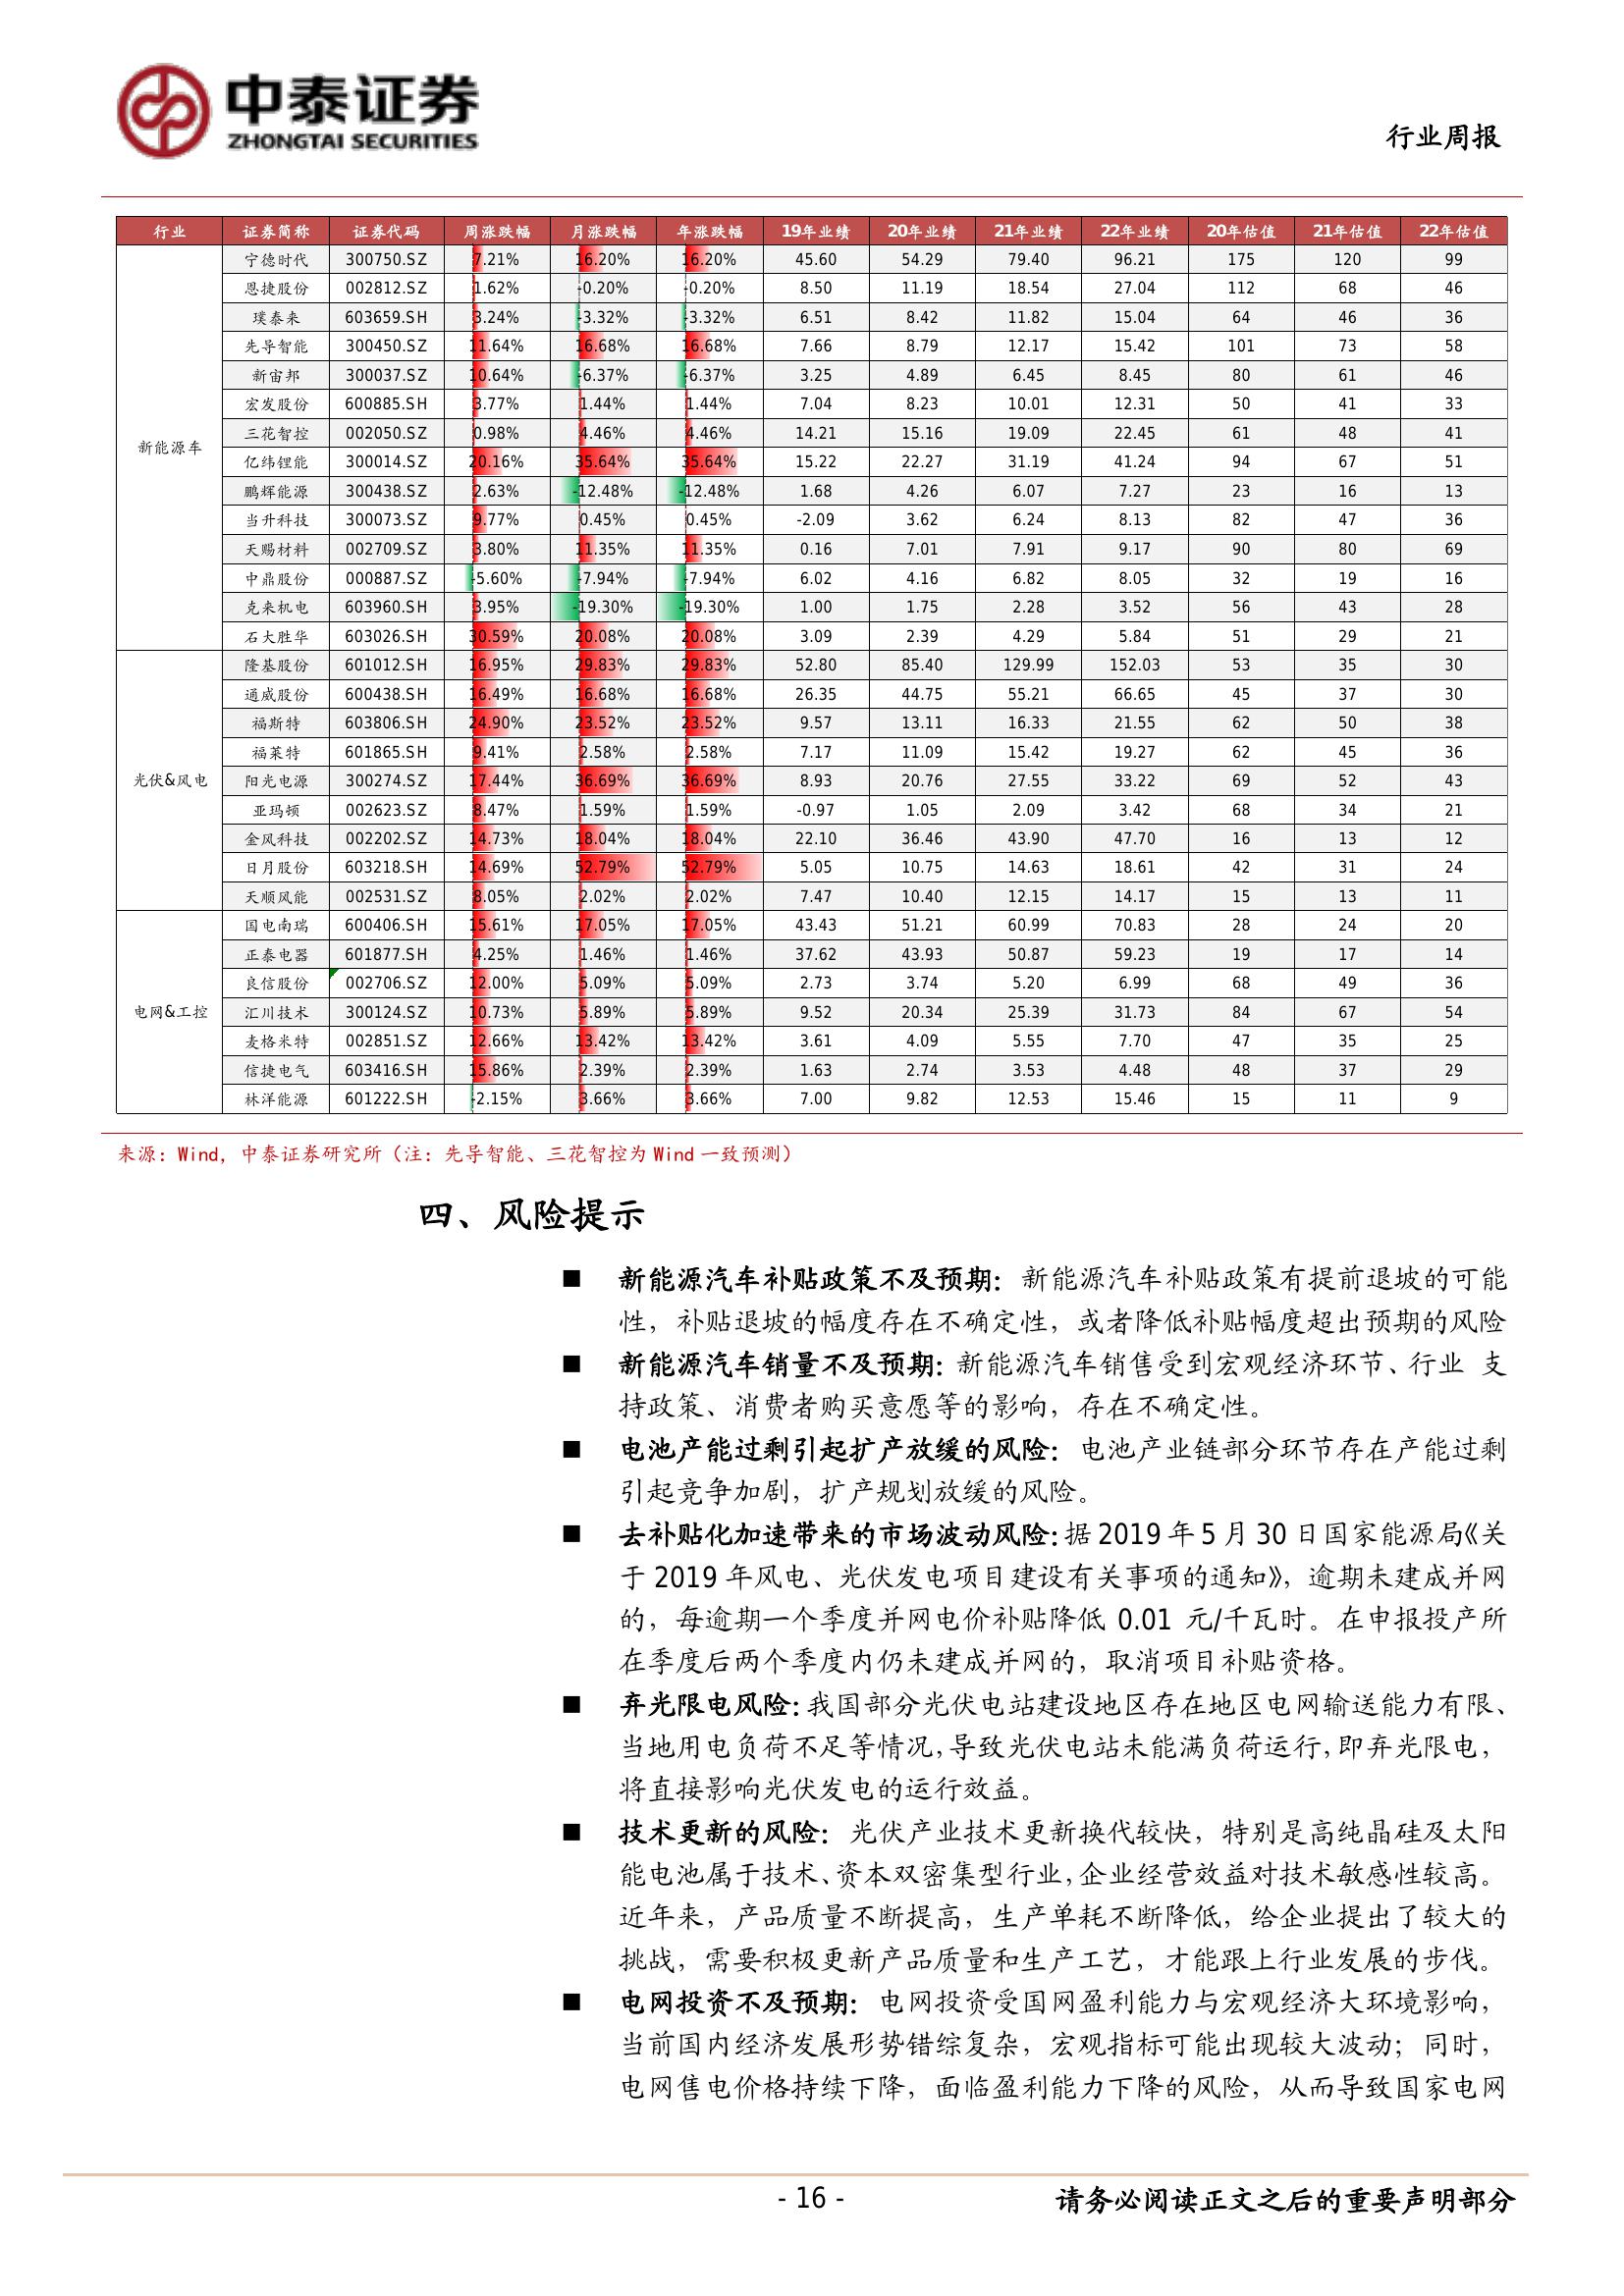 中泰证券
ZHONGTAI SECURITIES
行业周报
行业 证券简称 证券代码 周涨跌幅 月涨跌幅 年涨跌幅 19年业绩 20年业绩 21年业绩 22年业绩 20年估值 21年估值 22年估值
新能源车
宁德时代 300750.SZ 7.21% 16.20% 16.20% 45.60 54.29 79.40 96.21 175 120 99
恩捷股份 002812.SZ 1.62% -0.20% -0.20% 8.50 11.19 18.54 27.04 112 68 46
璞泰来 603659.SH 3.24% -3.32% -3.32% 6.51 8.42 11.82 15.04 64 46 36
先导智能 300450.SZ 11.64% 16.68% 16.68% 7.66 8.79 12.17 15.42 101 73 58
新宙邦 300037.SZ 10.64% -6.37% -6.37% 3.25 4.89 6.45 8.45 80 61 46
宏发股份 600885.SH 3.77% 1.44% 1.44% 7.04 8.23 10.01 12.31 50 41 33
三花智控 002050.SZ 0.98% 4.46% 4.46% 14.21 15.16 19.09 22.45 61 48 41
亿纬锂能 300014.SZ 20.16% 35.64% 35.64% 15.22 22.27 31.19 41.24 94 67 51
鹏辉能源 300438.SZ 2.63% -12.48% -12.48% 1.68 4.26 6.07 7.27 23 16 13
当升科技 300073.SZ 9.77% 0.45% 0.45% -2.09 3.62 6.24 8.13 82 47 36
天赐材料 002709.SZ 3.80% 11.35% 11.35% 0.16 7.01 7.91 9.17 90 80 69
中鼎股份 000887.SZ -5.60% -7.94% -7.94% 6.02 4.16 6.82 8.05 32 19 16
克来机电 603960.SH 3.95% -19.30% -19.30% 1.00 1.75 2.28 3.52 56 43 28
石大胜华 603026.SH 30.59% 20.08% 20.08% 3.09 2.39 4.29 5.84 51 29 21
光伏&风电
隆基股份 601012.SH 16.95% 29.83% 29.83% 52.80 85.40 129.99 152.03 53 35 30
通威股份 600438.SH 16.49% 16.68% 16.68% 26.35 44.75 55.21 66.65 45 37 30
福斯特 603806.SH 24.90% 23.52% 23.52% 9.57 13.11 16.33 21.55 62 50 38
福莱特 601865.SH 9.41% 2.58% 2.58% 7.17 11.09 15.42 19.27 62 45 36
阳光电源 300274.SZ 17.44% 36.69% 36.69% 8.93 20.76 27.55 33.22 69 52 43
亚玛顿 002623.SZ 8.47% 1.59% 1.59% -0.97 1.05 2.09 3.42 68 34 21
金风科技 002202.SZ 14.73% 18.04% 18.04% 22.10 36.46 43.90 47.70 16 13 12
日月股份 603218.SH 14.69% 52.79% 52.79% 5.05 10.75 14.63 18.61 42 31 24
天顺风能 002531.SZ 8.05% 2.02% 2.02% 7.47 10.40 12.15 14.17 15 13 11
电网&工控
国电南瑞 600406.SH 15.61% 17.05% 17.05% 43.43 51.21 60.99 70.83 28 24 20
正泰电器 601877.SH 4.25% 1.46% 1.46% 37.62 43.93 50.87 59.23 19 17 14
良信股份 002706.SZ 12.00% 5.09% 5.09% 2.73 3.74 5.20 6.99 68 49 36
汇川技术 300124.SZ 10.73% 5.89% 5.89% 9.52 20.34 25.39 31.73 84 67 54
麦格米特 002851.SZ 12.66% 13.42% 13.42% 3.61 4.09 5.55 7.70 47 35 25
信捷电气 603416.SH 15.86% 2.39% 2.39% 1.63 2.74 3.53 4.48 48 37 29
林洋能源 601222.SH -2.15% 3.66% 3.66% 7.00 9.82 12.53 15.46 15 11 9
来源：Wind，中泰证券研究所（注：先导智能、三花智控为 Wind 一致预测）
四、风险提示
■ 新能源汽车补贴政策不及预期：新能源汽车补贴政策有提前退坡的可能
性，补贴退坡的幅度存在不确定性，或者降低补贴幅度超出预期的风险
■ 新能源汽车销量不及预期：新能源汽车销售受到宏观经济环节、行业 支
持政策、消费者购买意愿等的影响，存在不确定性。
■ 电池产能过剩引起扩产放缓的风险：电池产业链部分环节存在产能过剩
引起竞争加剧，扩产规划放缓的风险。
■ 去补贴化加速带来的市场波动风险：据 2019 年 5 月 30 日国家能源局《关
于 2019 年风电、光伏发电项目建设有关事项的通知》，逾期未建成并网
的，每逾期一个季度并网电价补贴降低 0.01 元/千瓦时。在申报投产所
在季度后两个季度内仍未建成并网的，取消项目补贴资格。
■ 弃光限电风险：我国部分光伏电站建设地区存在地区电网输送能力有限、
当地用电负荷不足等情况，导致光伏电站未能满负荷运行，即弃光限电，
将直接影响光伏发电的运行效益。
■ 技术更新的风险：光伏产业技术更新换代较快，特别是高纯晶硅及太阳
能电池属于技术、资本双密集型行业，企业经营效益对技术敏感性较高。
近年来，产品质量不断提高，生产单耗不断降低，给企业提出了较大的
挑战，需要积极更新产品质量和生产工艺，才能跟上行业发展的步伐。
■ 电网投资不及预期：电网投资受国网盈利能力与宏观经济大环境影响，
当前国内经济发展形势错综复杂，宏观指标可能出现较大波动；同时，
电网售电价格持续下降，面临盈利能力下降的风险，从而导致国家电网
- 16 -
请务必阅读正文之后的重要声明部分